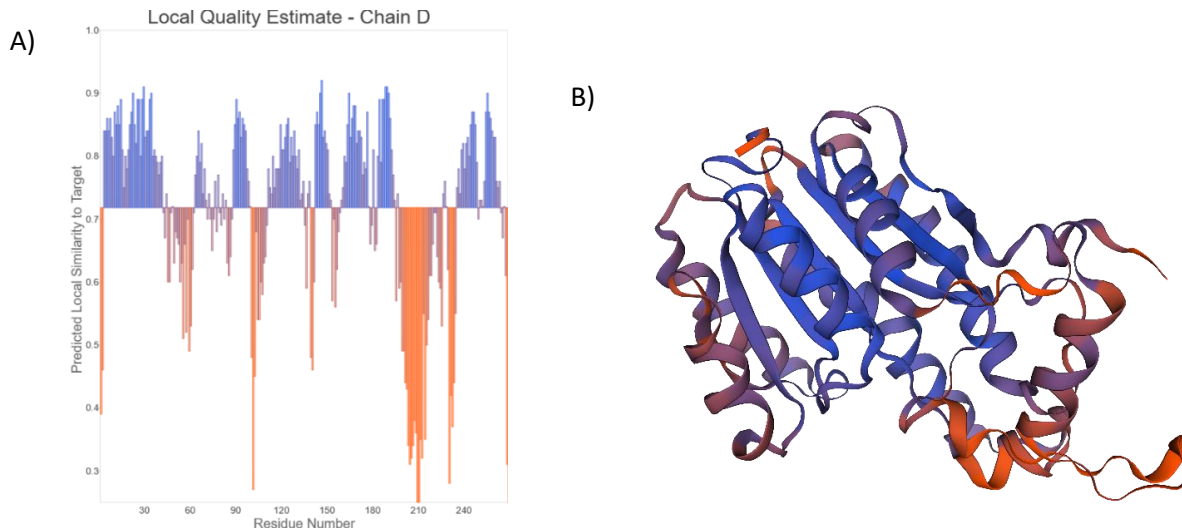 Local Quality Estimate - Chain D
A)
B)
Predicted Local Similarity to Target
1.0
0.9
0.8
0.7
0.6
0.5
0.4
0.3
30 60 90 120 150 180 210 240
Residue Number